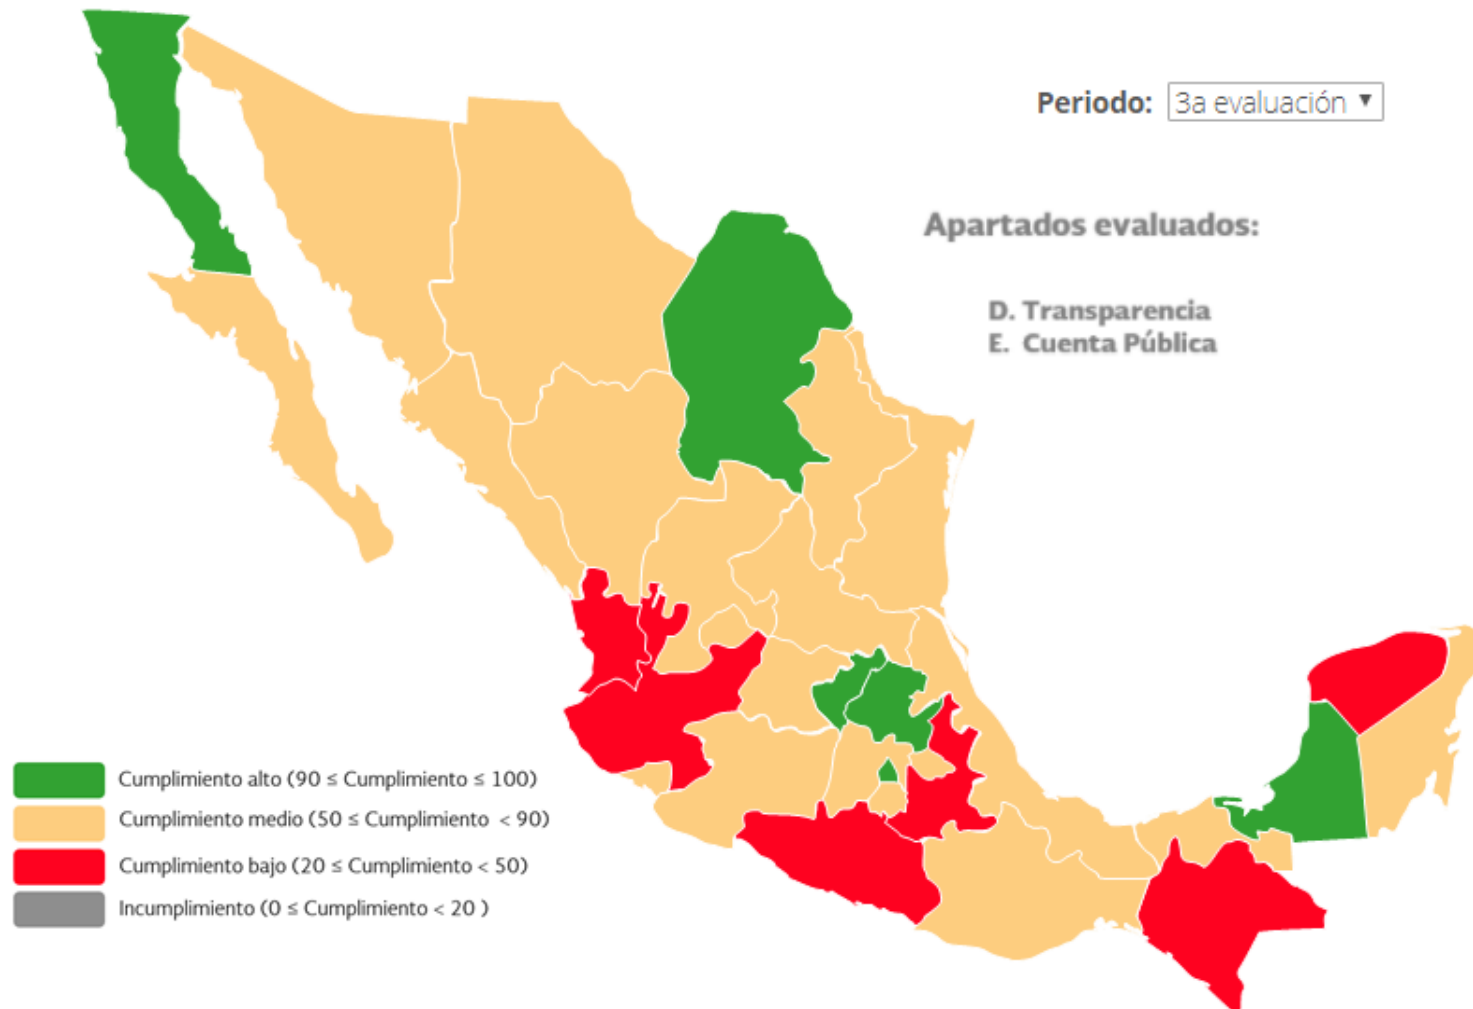 Periodo: 3a evaluación
Apartados evaluados:
D. Transparencia
E. Cuenta Pública
Cumplimiento alto (90 ≤ Cumplimiento ≤ 100)
Cumplimiento medio (50 ≤ Cumplimiento < 90)
Cumplimiento bajo (20 ≤ Cumplimiento < 50)
Incumplimiento (0 ≤ Cumplimiento < 20 )